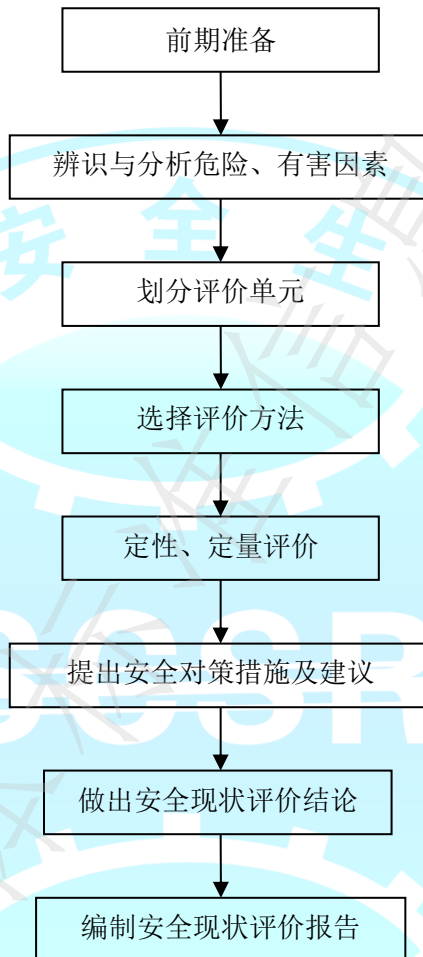 前期准备
辨识与分析危险、有害因素
安全生
划分评价单元
选择评价方法
定性、定量评价
提出安全对策措施及建议
做出安全现状评价结论
编制安全现状评价报告